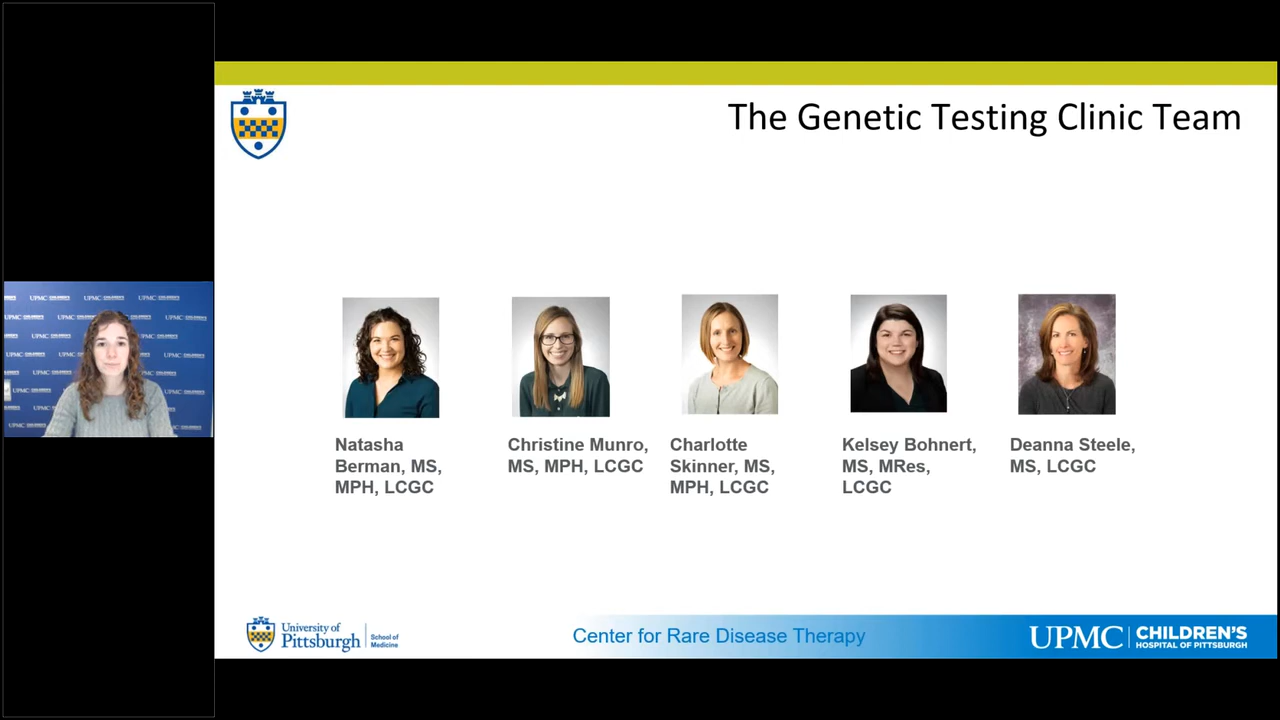 The Genetic Testing Clinic Team
Natasha
Berman, MS,
MPH, LCGC
Christine Munro,
MS, MPH, LCGC
Charlotte
Skinner, MS,
MPH, LCGC
Kelsey Bohnert,
MS, MRes,
LCGC
Deanna Steele,
MS, LCGC
University of
Pittsburgh
School of
Medicine
Center for Rare Disease Therapy
UPMC
CHILDREN'S
HOSPITAL OF PITTSBURGH